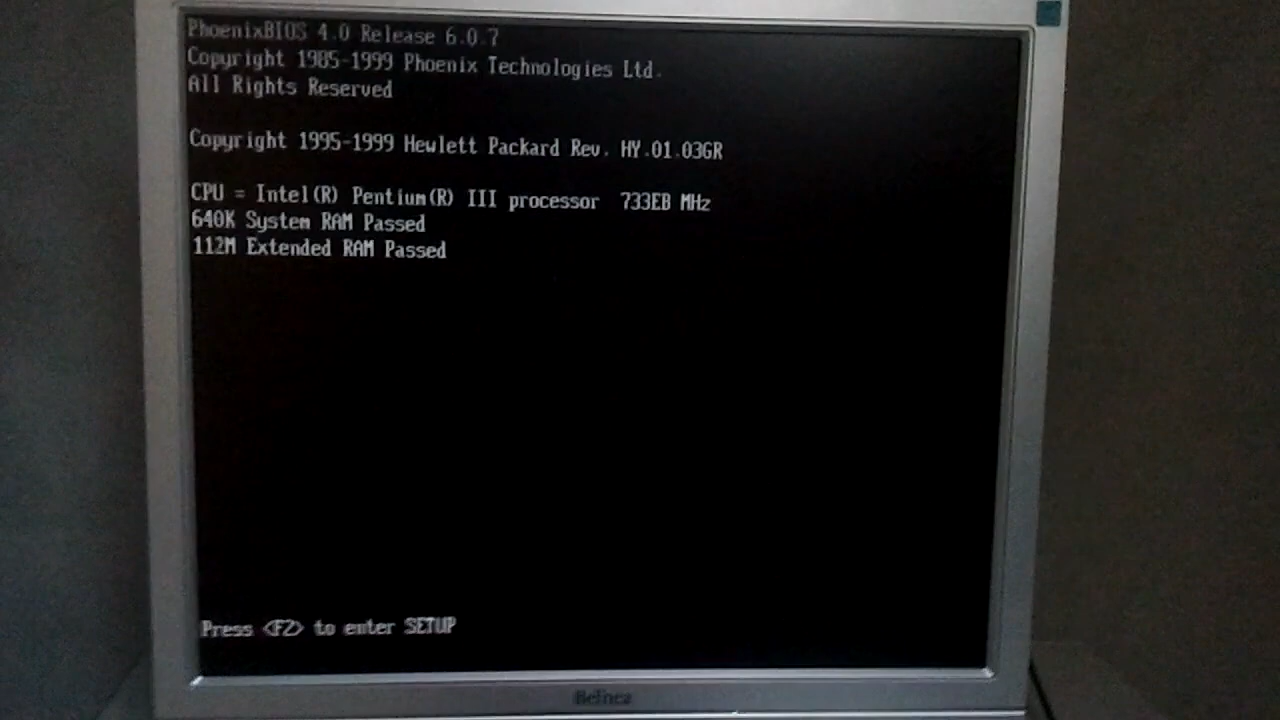 PhoenixBIOS 4.0 Release 6.0.7
Copyright 1985-1999 Phoenix Technologies Ltd.
All Rights Reserved
Copyright 1995-1999 Hewlett Packard Rev. HY.01.03GR
CPU = Intel(R) Pentium(R) III processor 733EB MHz
640K System RAM Passed
112M Extended RAM Passed
Press <F2> to enter SETUP
Belinea